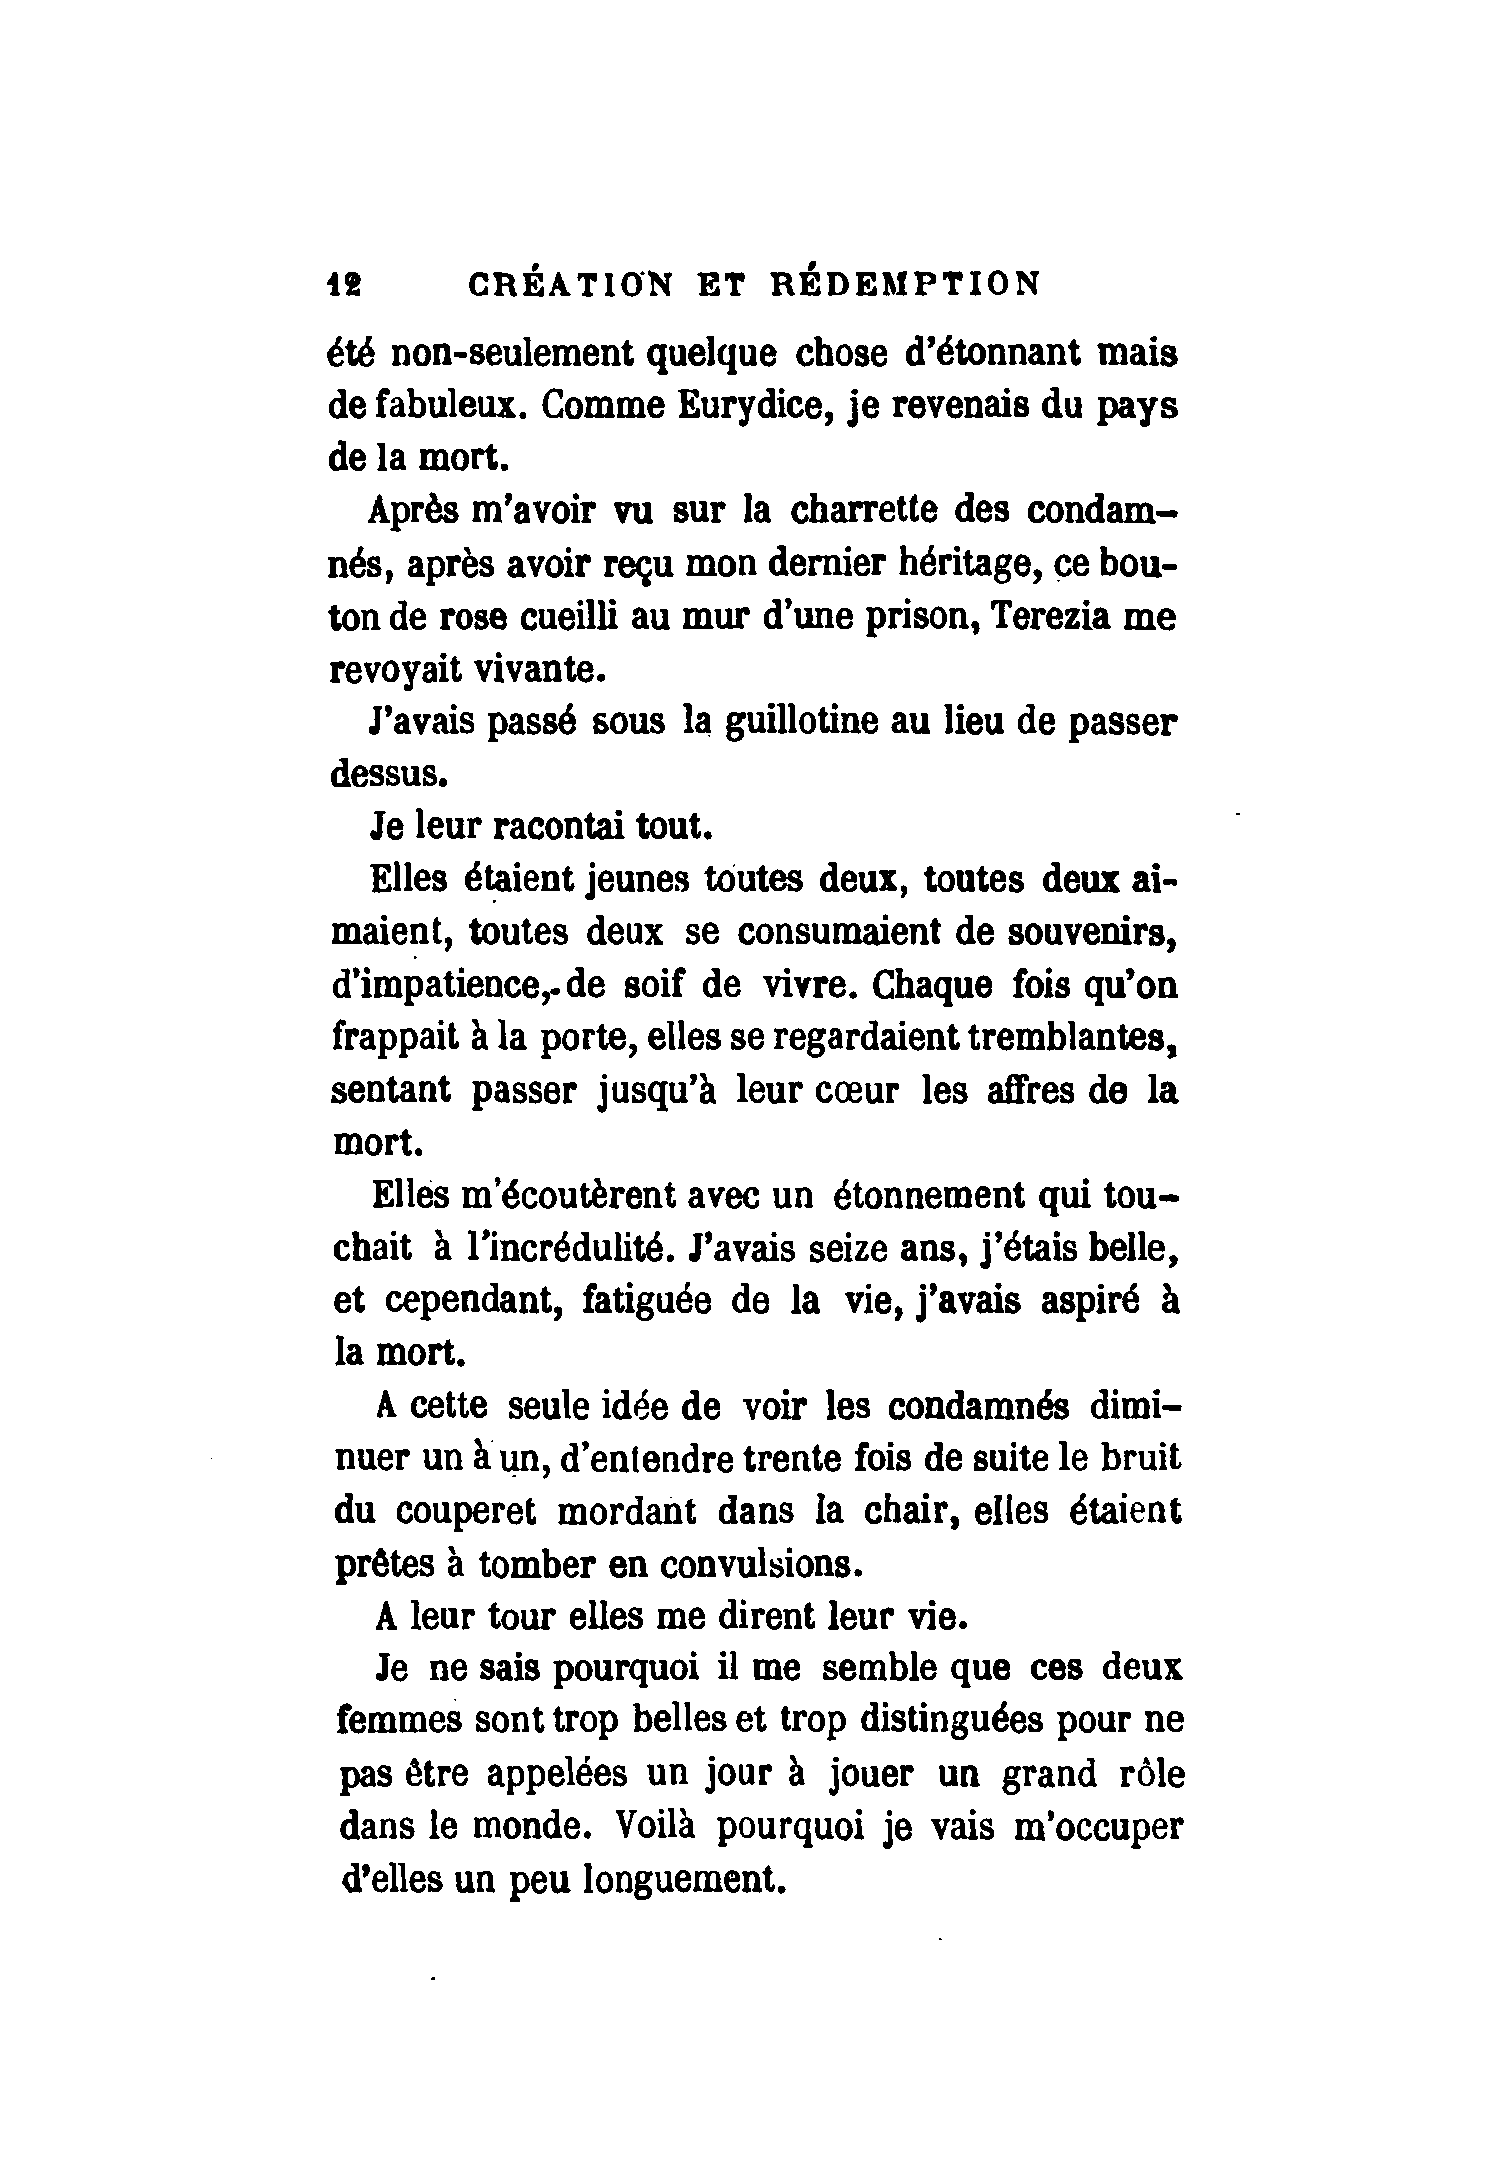 12 CRÉATION ET RÉDEMPTION
été non-seulement quelque chose d'étonnant mais
de fabuleux. Comme Eurydice, je revenais du pays
de la mort.
Après m'avoir vu sur la charrette des condam-
nés, après avoir reçu mon dernier héritage, ce bou-
ton de rose cueilli au mur d'une prison, Terezia me
revoyait vivante.
J'avais passé sous la guillotine au lieu de passer
dessus.
Je leur racontai tout.
Elles étaient jeunes toutes deux, toutes deux ai-
maient, toutes deux se consumaient de souvenirs,
d'impatience, de soif de vivre. Chaque fois qu'on
frappait à la porte, elles se regardaient tremblantes,
sentant passer jusqu'à leur cœur les affres de la
mort.
Elles m'écoutèrent avec un étonnement qui tou-
chait à l'incrédulité. J'avais seize ans, j'étais belle,
et cependant, fatiguée de la vie, j'avais aspiré à
la mort.
A cette seule idée de voir les condamnés dimi-
nuer un à un, d'entendre trente fois de suite le bruit
du couperet mordant dans la chair, elles étaient
prêtes à tomber en convulsions.
A leur tour elles me dirent leur vie.
Je ne sais pourquoi il me semble que ces deux
femmes sont trop belles et trop distinguées pour ne
pas être appelées un jour à jouer un grand rôle
dans le monde. Voilà pourquoi je vais m'occuper
d'elles un peu longuement.